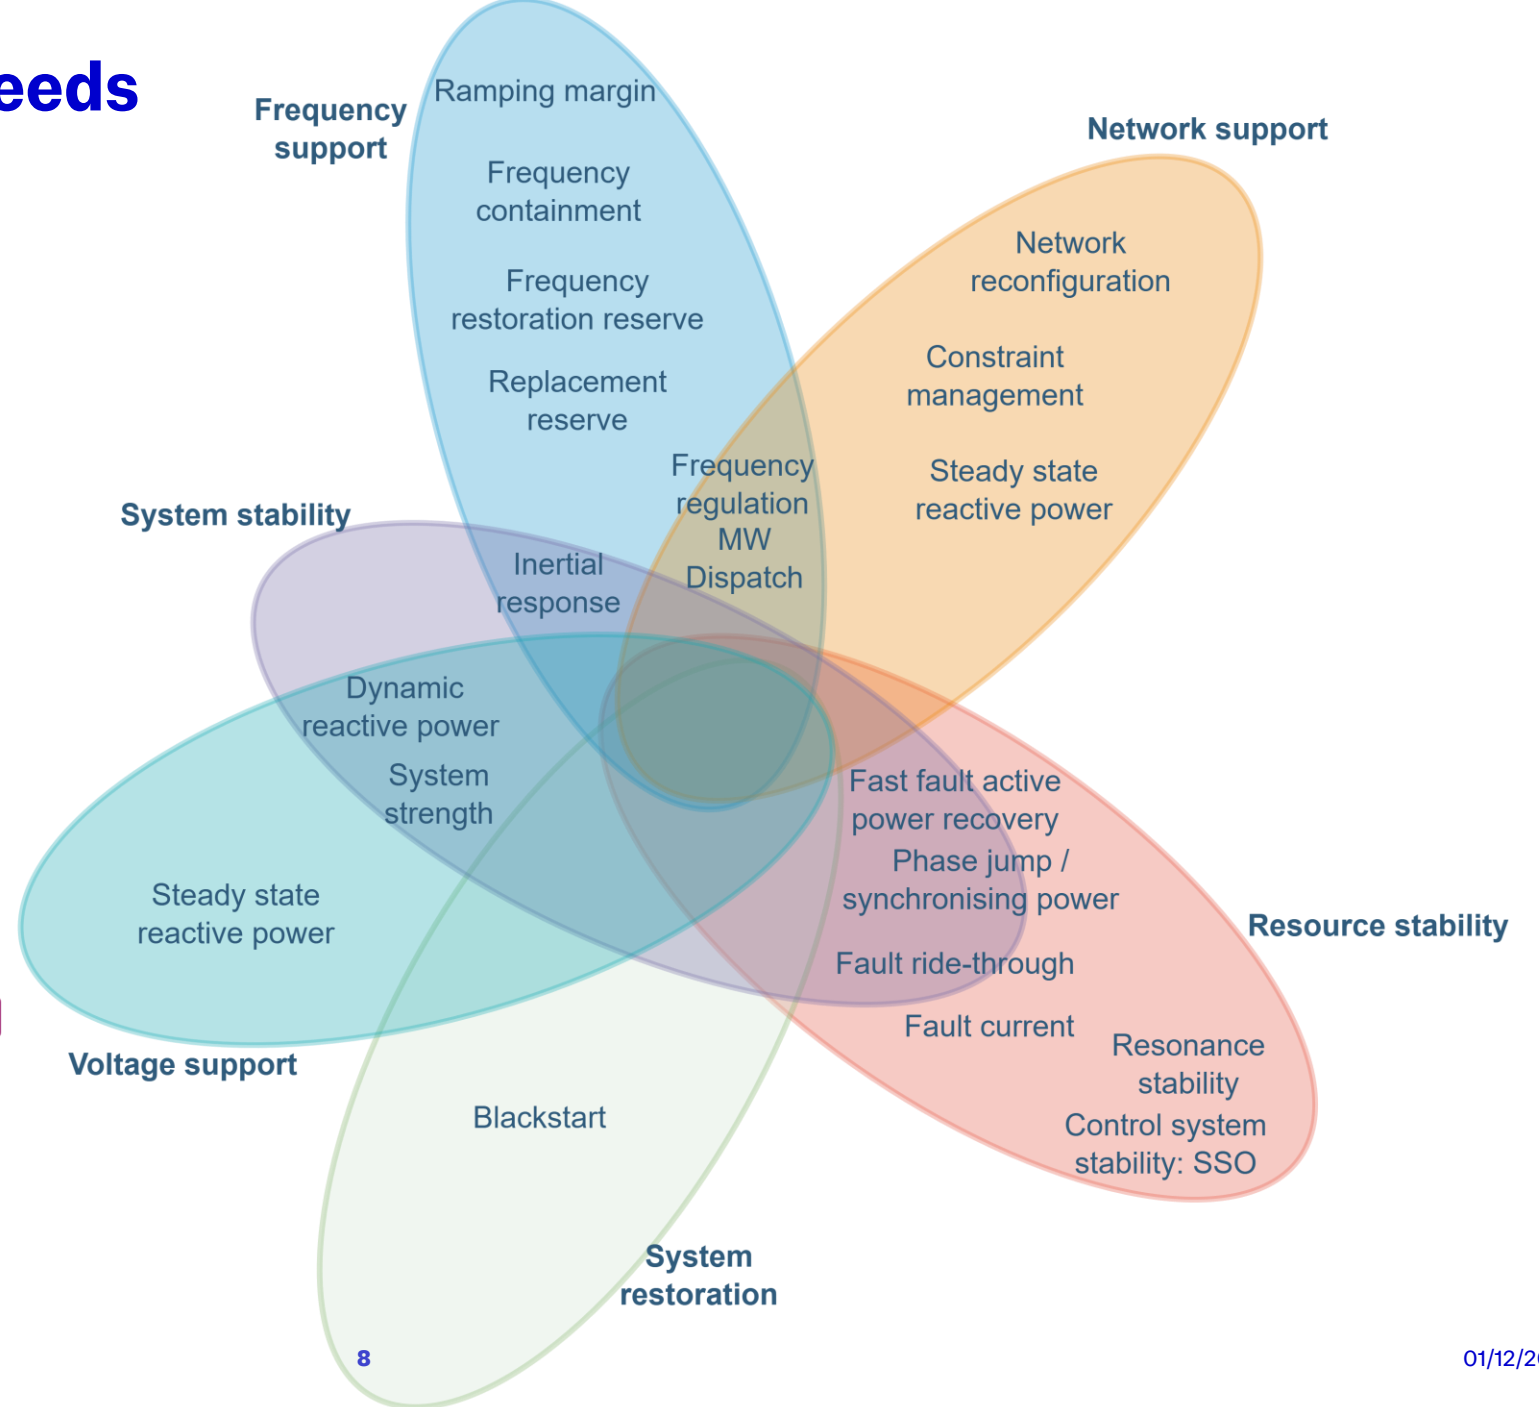 eeds
Frequency
support
Ramping margin
Frequency
containment
Frequency
restoration reserve
Replacement
reserve
Network support
Network
reconfiguration
Constraint
management
Steady state
reactive power
Frequency
regulation
MW
Dispatch
System stability
Inertial
response
Dynamic
reactive power
System
strength
Steady state
reactive power
Voltage support
Fast fault active
power recovery
Phase jump /
synchronising power
Fault ride-through
Fault current
Resonance
stability
Control system
stability: SSO
Resource stability
Blackstart
System
restoration
8
01/12/20